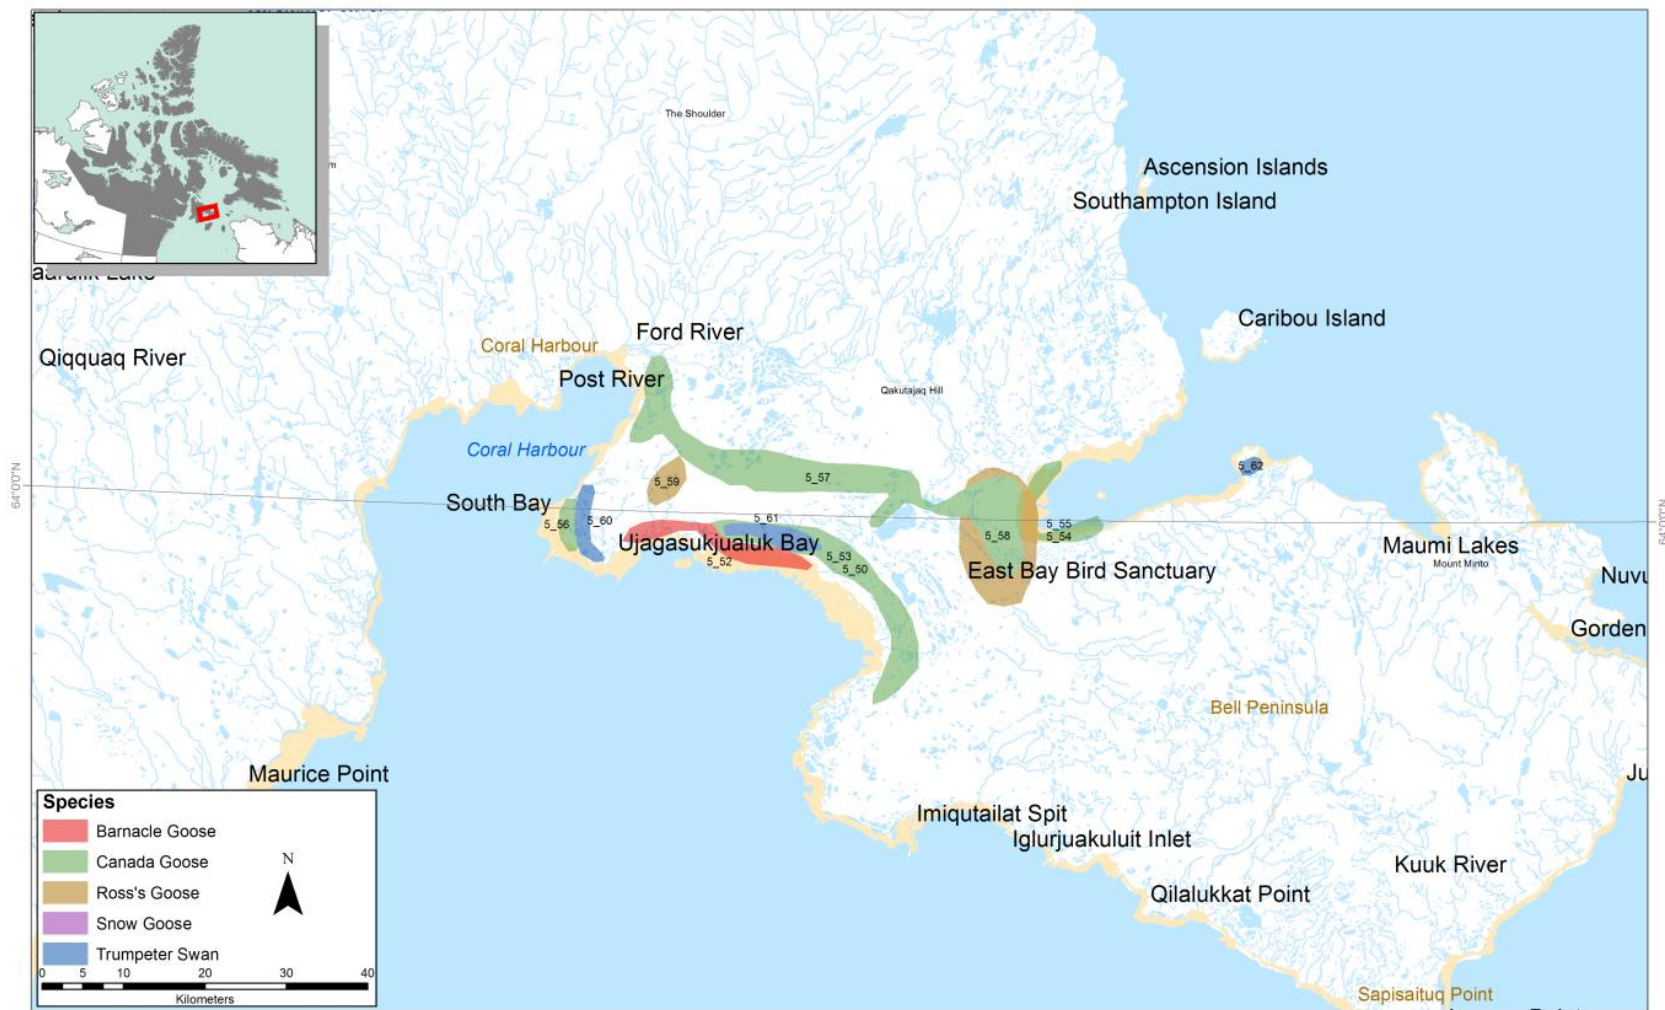 The Shoulder
m
Ascension Islands
Southampton Island
Caribou Island
Ford River
Coral Harbour
Qiqquaq River
Post River
Qakutajaq Hill
Coral Harbour
64°0'0"N
64°0'0"N
5_62
5_57
5_59
South Bay
5_56
5_60
5_61
5_55
5_54
5_58
Ujagasukjualuk Bay
5_53
5_52
5_50
East Bay Bird Sanctuary
Maumi Lakes
Mount Minto
Nuvu
Gorden
Bell Peninsula
Maurice Point
Ju
Imiqutailat Spit
Iglurjuakuluit Inlet
Kuuk River
Qilalukkat Point
Sapisaituq Point
Species
Barnacle Goose
Canada Goose
Ross's Goose
Snow Goose
Trumpeter Swan
N
0 5 10 20 30 40
Kilometers